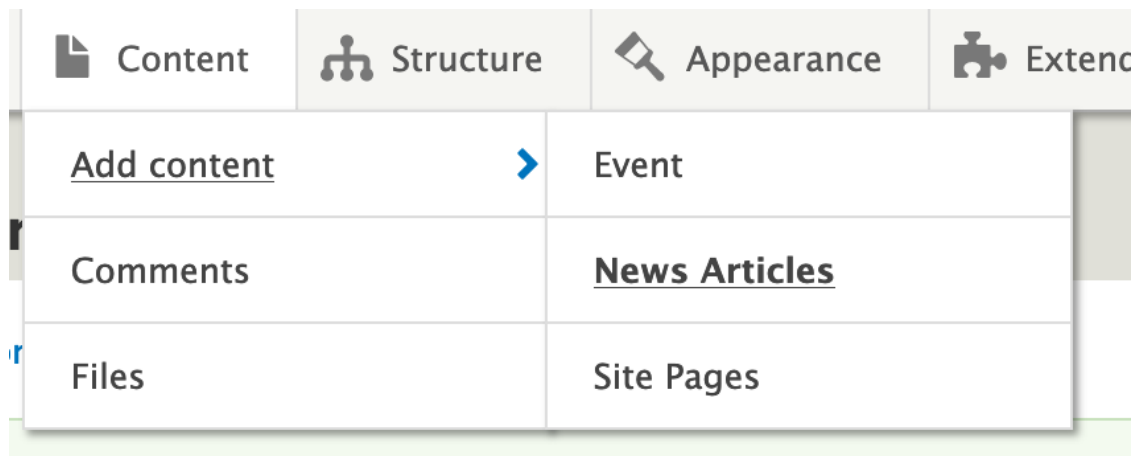 Content Structure Appearance Extend
Add content Event
Comments News Articles
Files Site Pages